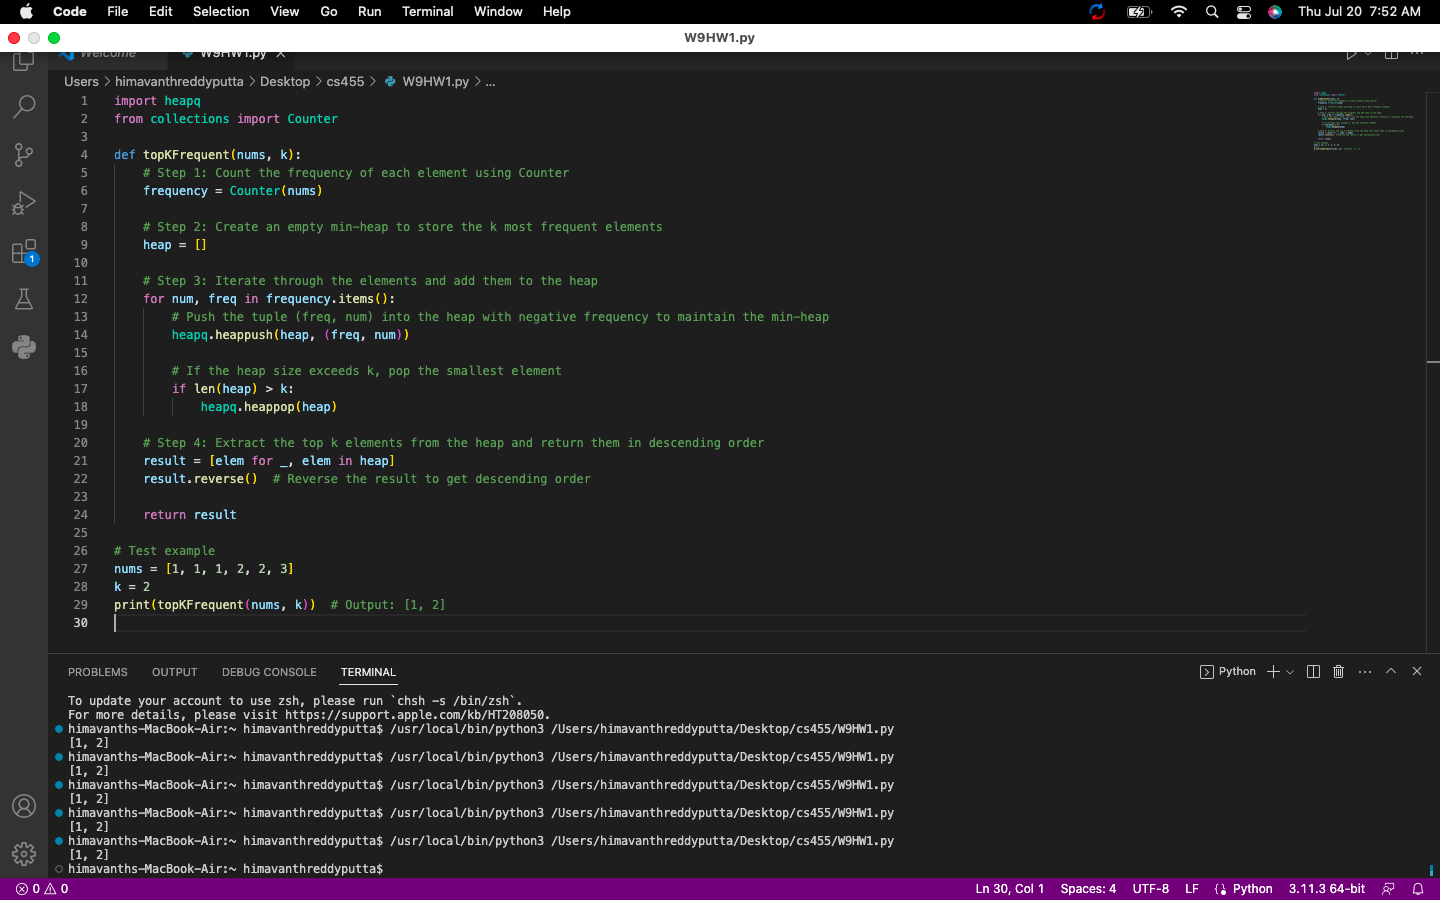 Code File Edit Selection View Go Run Terminal Window Help Thu Jul 20 7:52 AM
W9HW1.py
Welcome W9HW1.py
Users > himavanthreddyputta > Desktop > cs455 > W9HW1.py > ...
1 import heapq
2 from collections import Counter
3
4 def topKFrequent(nums, k):
5 # Step 1: Count the frequency of each element using Counter
6 frequency = Counter(nums)
7
8 # Step 2: Create an empty min-heap to store the k most frequent elements
9 heap = []
10
11 # Step 3: Iterate through the elements and add them to the heap
12 for num, freq in frequency.items():
13 # Push the tuple (freq, num) into the heap with negative frequency to maintain the min-heap
14 heapq.heappush(heap, (freq, num))
15
16 # If the heap size exceeds k, pop the smallest element
17 if len(heap) > k:
18 heapq.heappop(heap)
19
20 # Step 4: Extract the top k elements from the heap and return them in descending order
21 result = [elem for _, elem in heap]
22 result.reverse()  # Reverse the result to get descending order
23
24 return result
25
26 # Test example
27 nums = [1, 1, 1, 2, 2, 3]
28 k = 2
29 print(topKFrequent(nums, k))  # Output: [1, 2]
30
1
PROBLEMS OUTPUT DEBUG CONSOLE TERMINAL Python
To update your account to use zsh, please run `chsh -s /bin/zsh`.
For more details, please visit https://support.apple.com/kb/HT208050.
himavanths-MacBook-Air:~ himavanthreddyputta$ /usr/local/bin/python3 /Users/himavanthreddyputta/Desktop/cs455/W9HW1.py
[1, 2]
himavanths-MacBook-Air:~ himavanthreddyputta$ /usr/local/bin/python3 /Users/himavanthreddyputta/Desktop/cs455/W9HW1.py
[1, 2]
himavanths-MacBook-Air:~ himavanthreddyputta$ /usr/local/bin/python3 /Users/himavanthreddyputta/Desktop/cs455/W9HW1.py
[1, 2]
himavanths-MacBook-Air:~ himavanthreddyputta$ /usr/local/bin/python3 /Users/himavanthreddyputta/Desktop/cs455/W9HW1.py
[1, 2]
himavanths-MacBook-Air:~ himavanthreddyputta$ /usr/local/bin/python3 /Users/himavanthreddyputta/Desktop/cs455/W9HW1.py
[1, 2]
himavanths-MacBook-Air:~ himavanthreddyputta$
0 0 Ln 30, Col 1 Spaces: 4 UTF-8 LF Python 3.11.3 64-bit